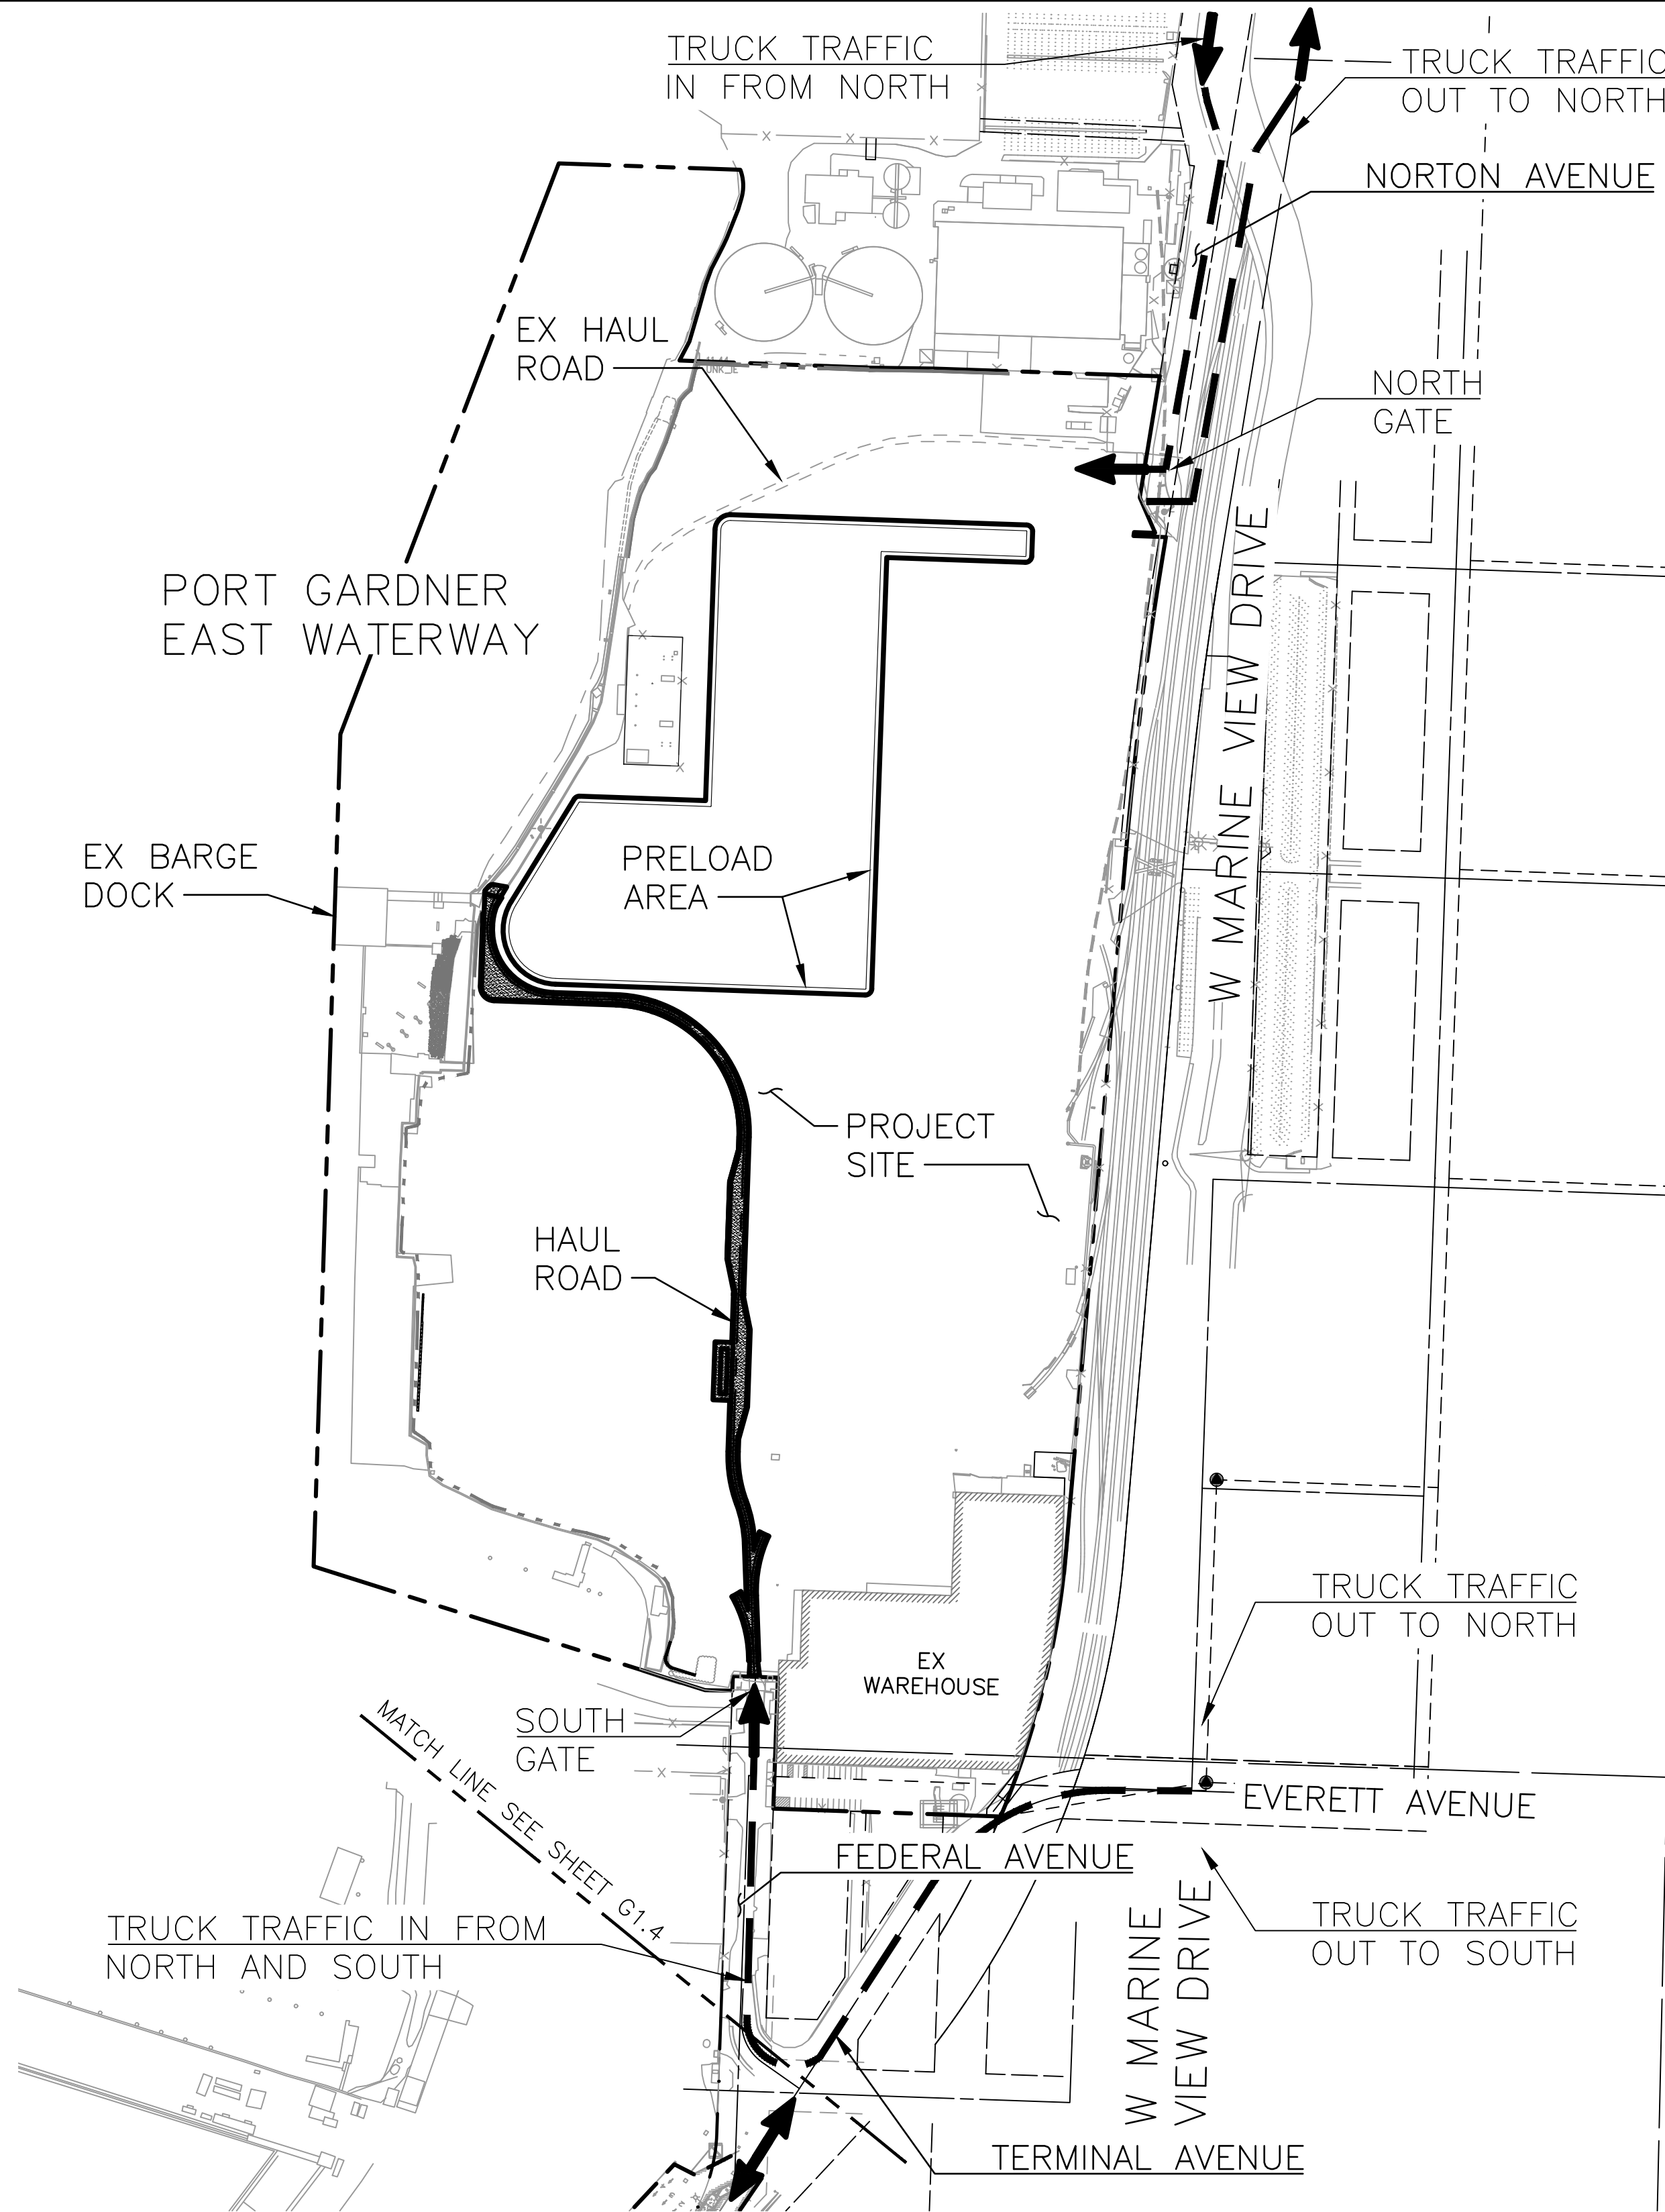 TRUCK TRAFFIC
IN FROM NORTH
TRUCK TRAFFIC
OUT TO NORTH
NORTON AVENUE
EX HAUL
ROAD
NORTH
GATE
PORT GARDNER
EAST WATERWAY
W MARINE VIEW DRIVE
EX BARGE
DOCK
PRELOAD
AREA
PROJECT
SITE
HAUL
ROAD
TRUCK TRAFFIC
OUT TO NORTH
EX
WAREHOUSE
SOUTH
GATE
MATCH LINE SEE SHEET G1.4
EVERETT AVENUE
FEDERAL AVENUE
TRUCK TRAFFIC IN FROM
NORTH AND SOUTH
TRUCK TRAFFIC
OUT TO SOUTH
W MARINE
VIEW DRIVE
TERMINAL AVENUE